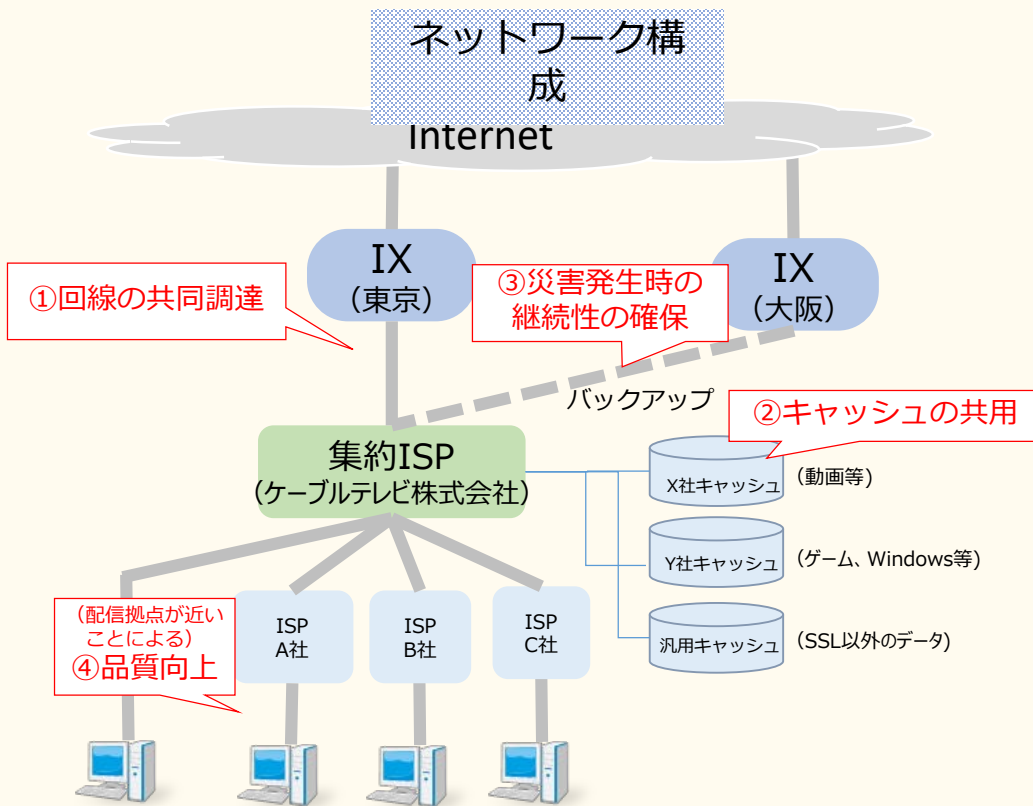 ネットワーク構
成
Internet
IX
（東京）
IX
（大阪）
①回線の共同調達
③災害発生時の
継続性の確保
バックアップ
②キャッシュの共用
集約ISP
（ケーブルテレビ株式会社）
X社キャッシュ
(動画等)
Y社キャッシュ
(ゲーム、Windows等)
汎用キャッシュ
(SSL以外のデータ)
（配信拠点が近い
ことによる）
④品質向上
ISP
A社
ISP
B社
ISP
C社